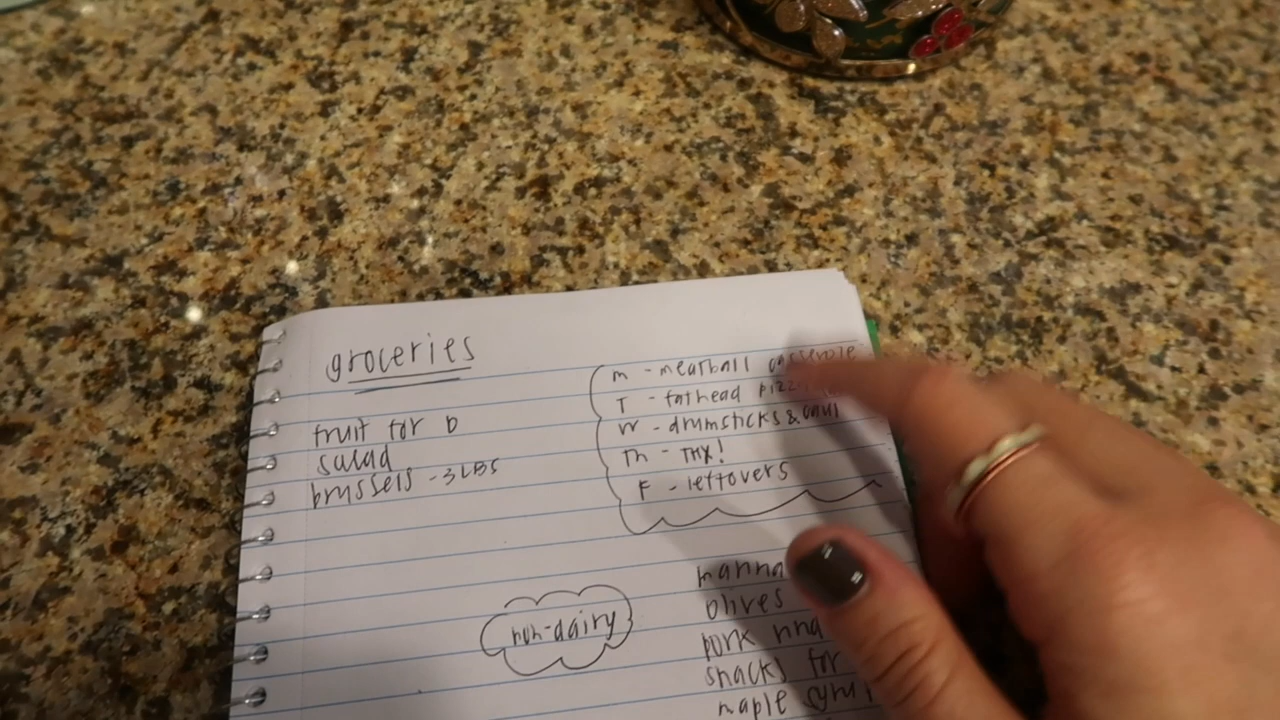 groceries
fruit for b
salad
brussels - 3LBS
m - meatball casserole
T - fathead
W - drumsticks &
Th - THX!
F - leftovers
non-dairy
olives
pork
snacks for
maple